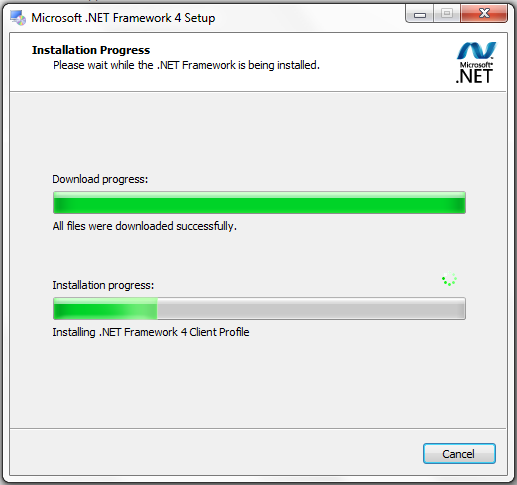 Microsoft .NET Framework 4 Setup
Installation Progress
Please wait while the .NET Framework is being installed.
Microsoft®
.NET
Download progress:
All files were downloaded successfully.
Installation progress:
Installing .NET Framework 4 Client Profile
Cancel